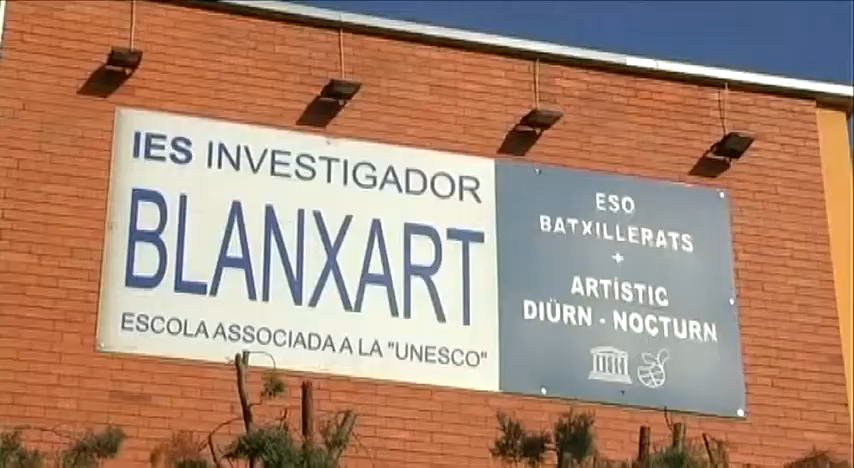 IES INVESTIGADOR
BLANXART
ESCOLA ASSOCIADA A LA "UNESCO"
ESO
BATXILLERATS
+
ARTÍSTIC
DIÜRN - NOCTURN